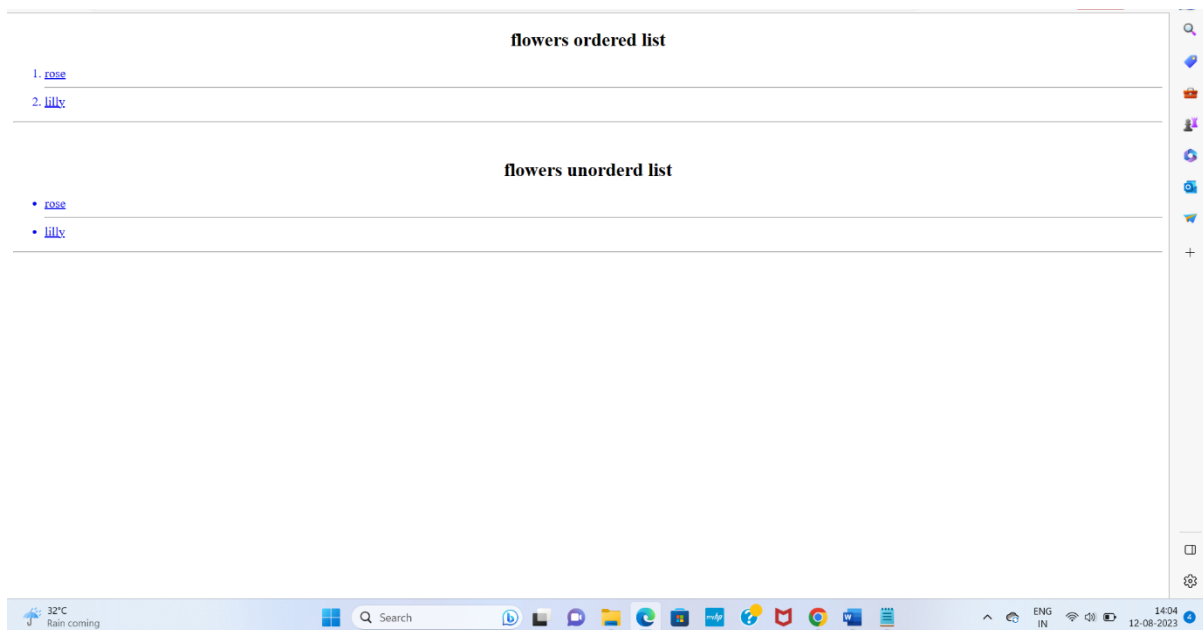 flowers ordered list
1. rose
2. lilly
flowers unorderd list
• rose
• lilly
32°C
Rain coming
Search
ENG
IN
14:04
12-08-2023